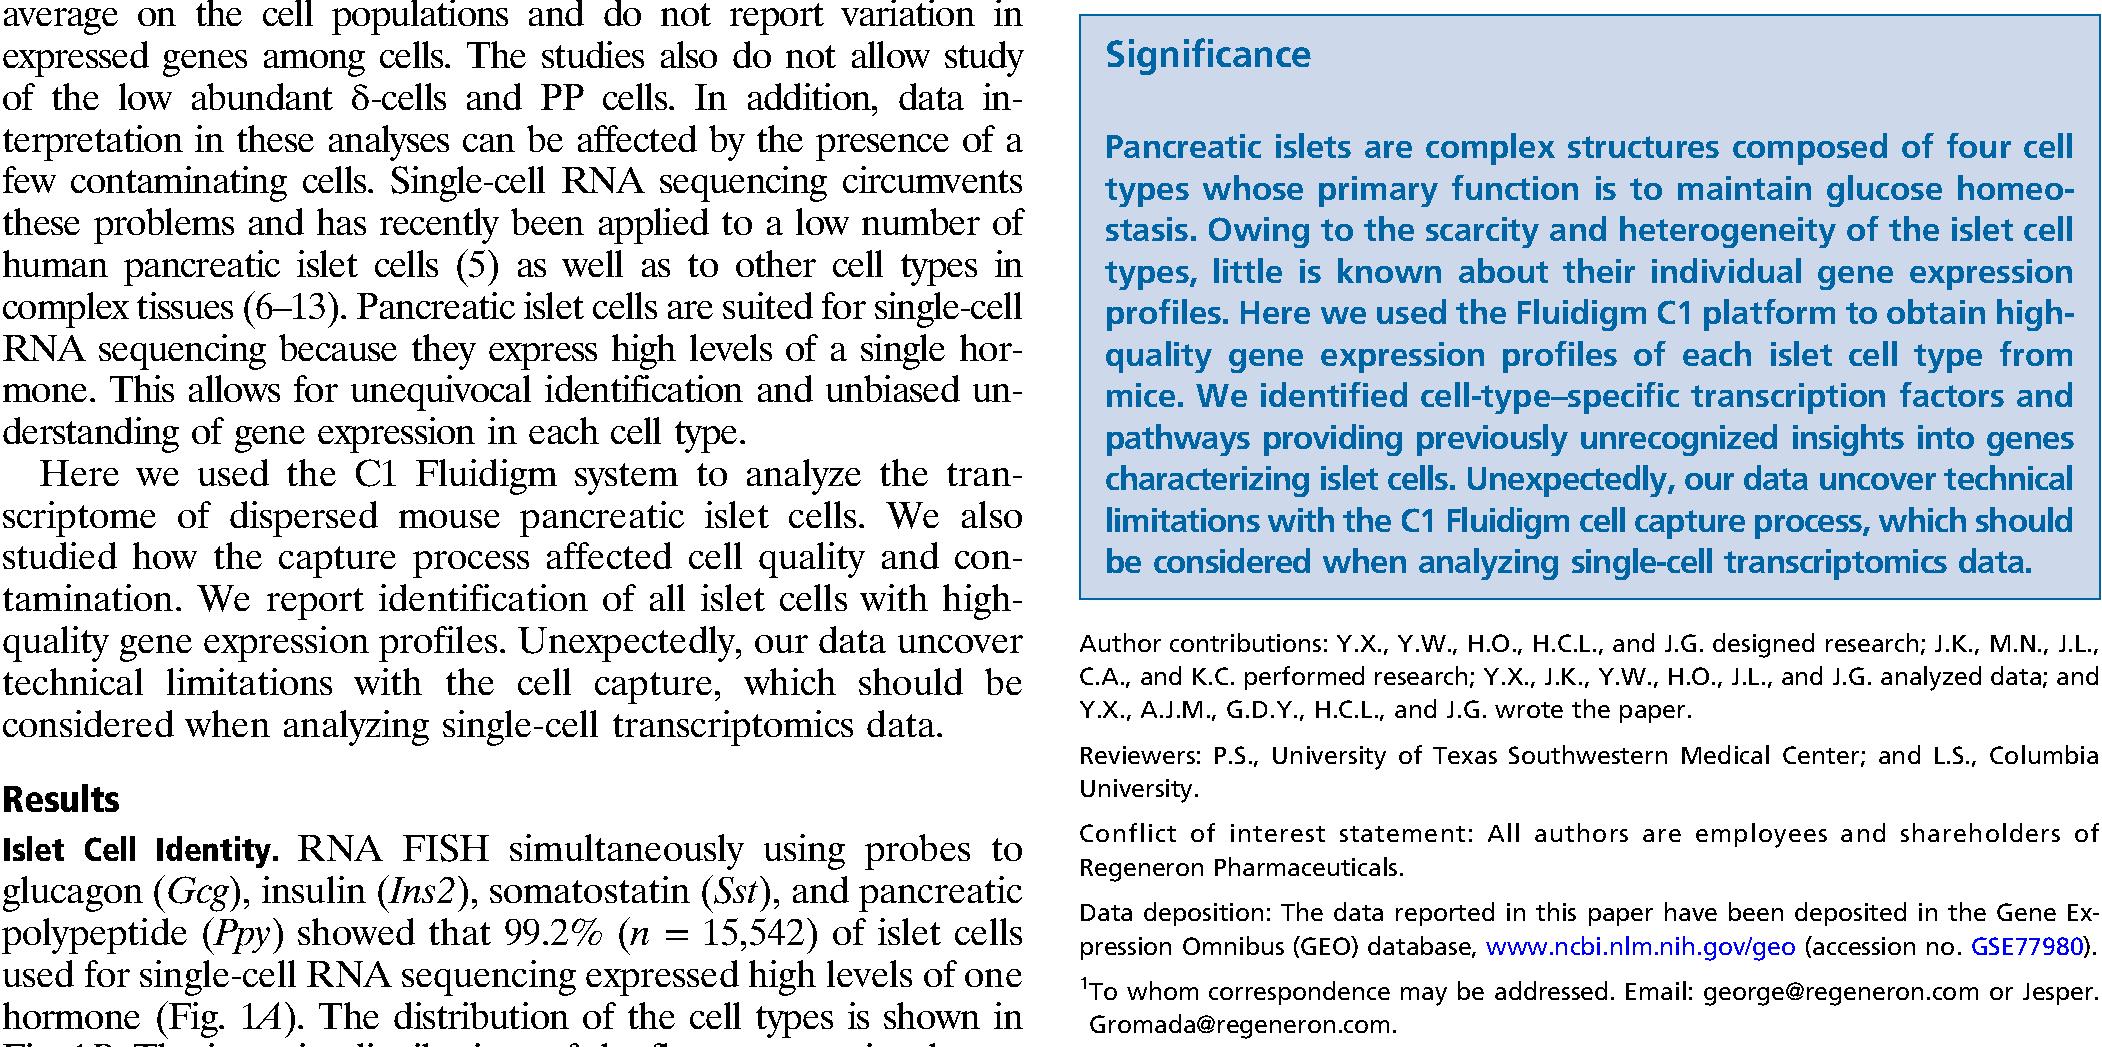 average on the cell populations and do not report variation in
expressed genes among cells. The studies also do not allow study
of the low abundant δ-cells and PP cells. In addition, data in-
terpretation in these analyses can be affected by the presence of a
few contaminating cells. Single-cell RNA sequencing circumvents
these problems and has recently been applied to a low number of
human pancreatic islet cells (5) as well as to other cell types in
complex tissues (6–13). Pancreatic islet cells are suited for single-cell
RNA sequencing because they express high levels of a single hor-
mone. This allows for unequivocal identification and unbiased un-
derstanding of gene expression in each cell type.
Here we used the C1 Fluidigm system to analyze the tran-
scriptome of dispersed mouse pancreatic islet cells. We also
studied how the capture process affected cell quality and con-
tamination. We report identification of all islet cells with high-
quality gene expression profiles. Unexpectedly, our data uncover
technical limitations with the cell capture, which should be
considered when analyzing single-cell transcriptomics data.
Results
Islet Cell Identity. RNA FISH simultaneously using probes to
glucagon (Gcg), insulin (Ins2), somatostatin (Sst), and pancreatic
polypeptide (Ppy) showed that 99.2% (n = 15,542) of islet cells
used for single-cell RNA sequencing expressed high levels of one
hormone (Fig. 1A). The distribution of the cell types is shown in
Significance
Pancreatic islets are complex structures composed of four cell
types whose primary function is to maintain glucose homeo-
stasis. Owing to the scarcity and heterogeneity of the islet cell
types, little is known about their individual gene expression
profiles. Here we used the Fluidigm C1 platform to obtain high-
quality gene expression profiles of each islet cell type from
mice. We identified cell-type–specific transcription factors and
pathways providing previously unrecognized insights into genes
characterizing islet cells. Unexpectedly, our data uncover technical
limitations with the C1 Fluidigm cell capture process, which should
be considered when analyzing single-cell transcriptomics data.
Author contributions: Y.X., Y.W., H.O., H.C.L., and J.G. designed research; J.K., M.N., J.L.,
C.A., and K.C. performed research; Y.X., J.K., Y.W., H.O., J.L., and J.G. analyzed data; and
Y.X., A.J.M., G.D.Y., H.C.L., and J.G. wrote the paper.
Reviewers: P.S., University of Texas Southwestern Medical Center; and L.S., Columbia
University.
Conflict of interest statement: All authors are employees and shareholders of
Regeneron Pharmaceuticals.
Data deposition: The data reported in this paper have been deposited in the Gene Ex-
pression Omnibus (GEO) database, www.ncbi.nlm.nih.gov/geo (accession no. GSE77980).
1To whom correspondence may be addressed. Email: george@regeneron.com or Jesper.
Gromada@regeneron.com.